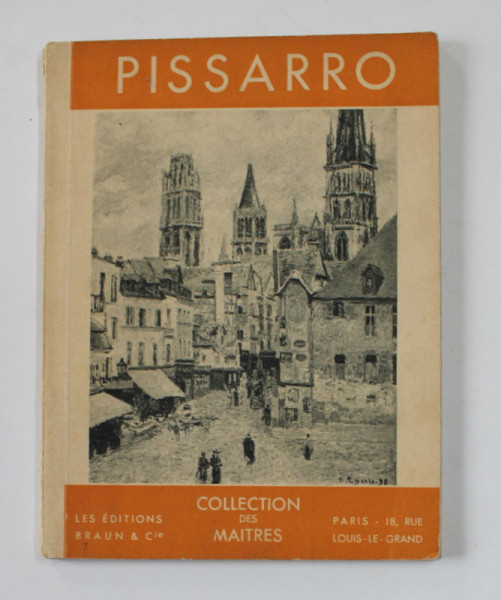 PISSARRO
LES ÉDITIONS
BRAUN & Cie
COLLECTION
DES
MAITRES
PARIS - 18, RUE
LOUIS-LE-GRAND